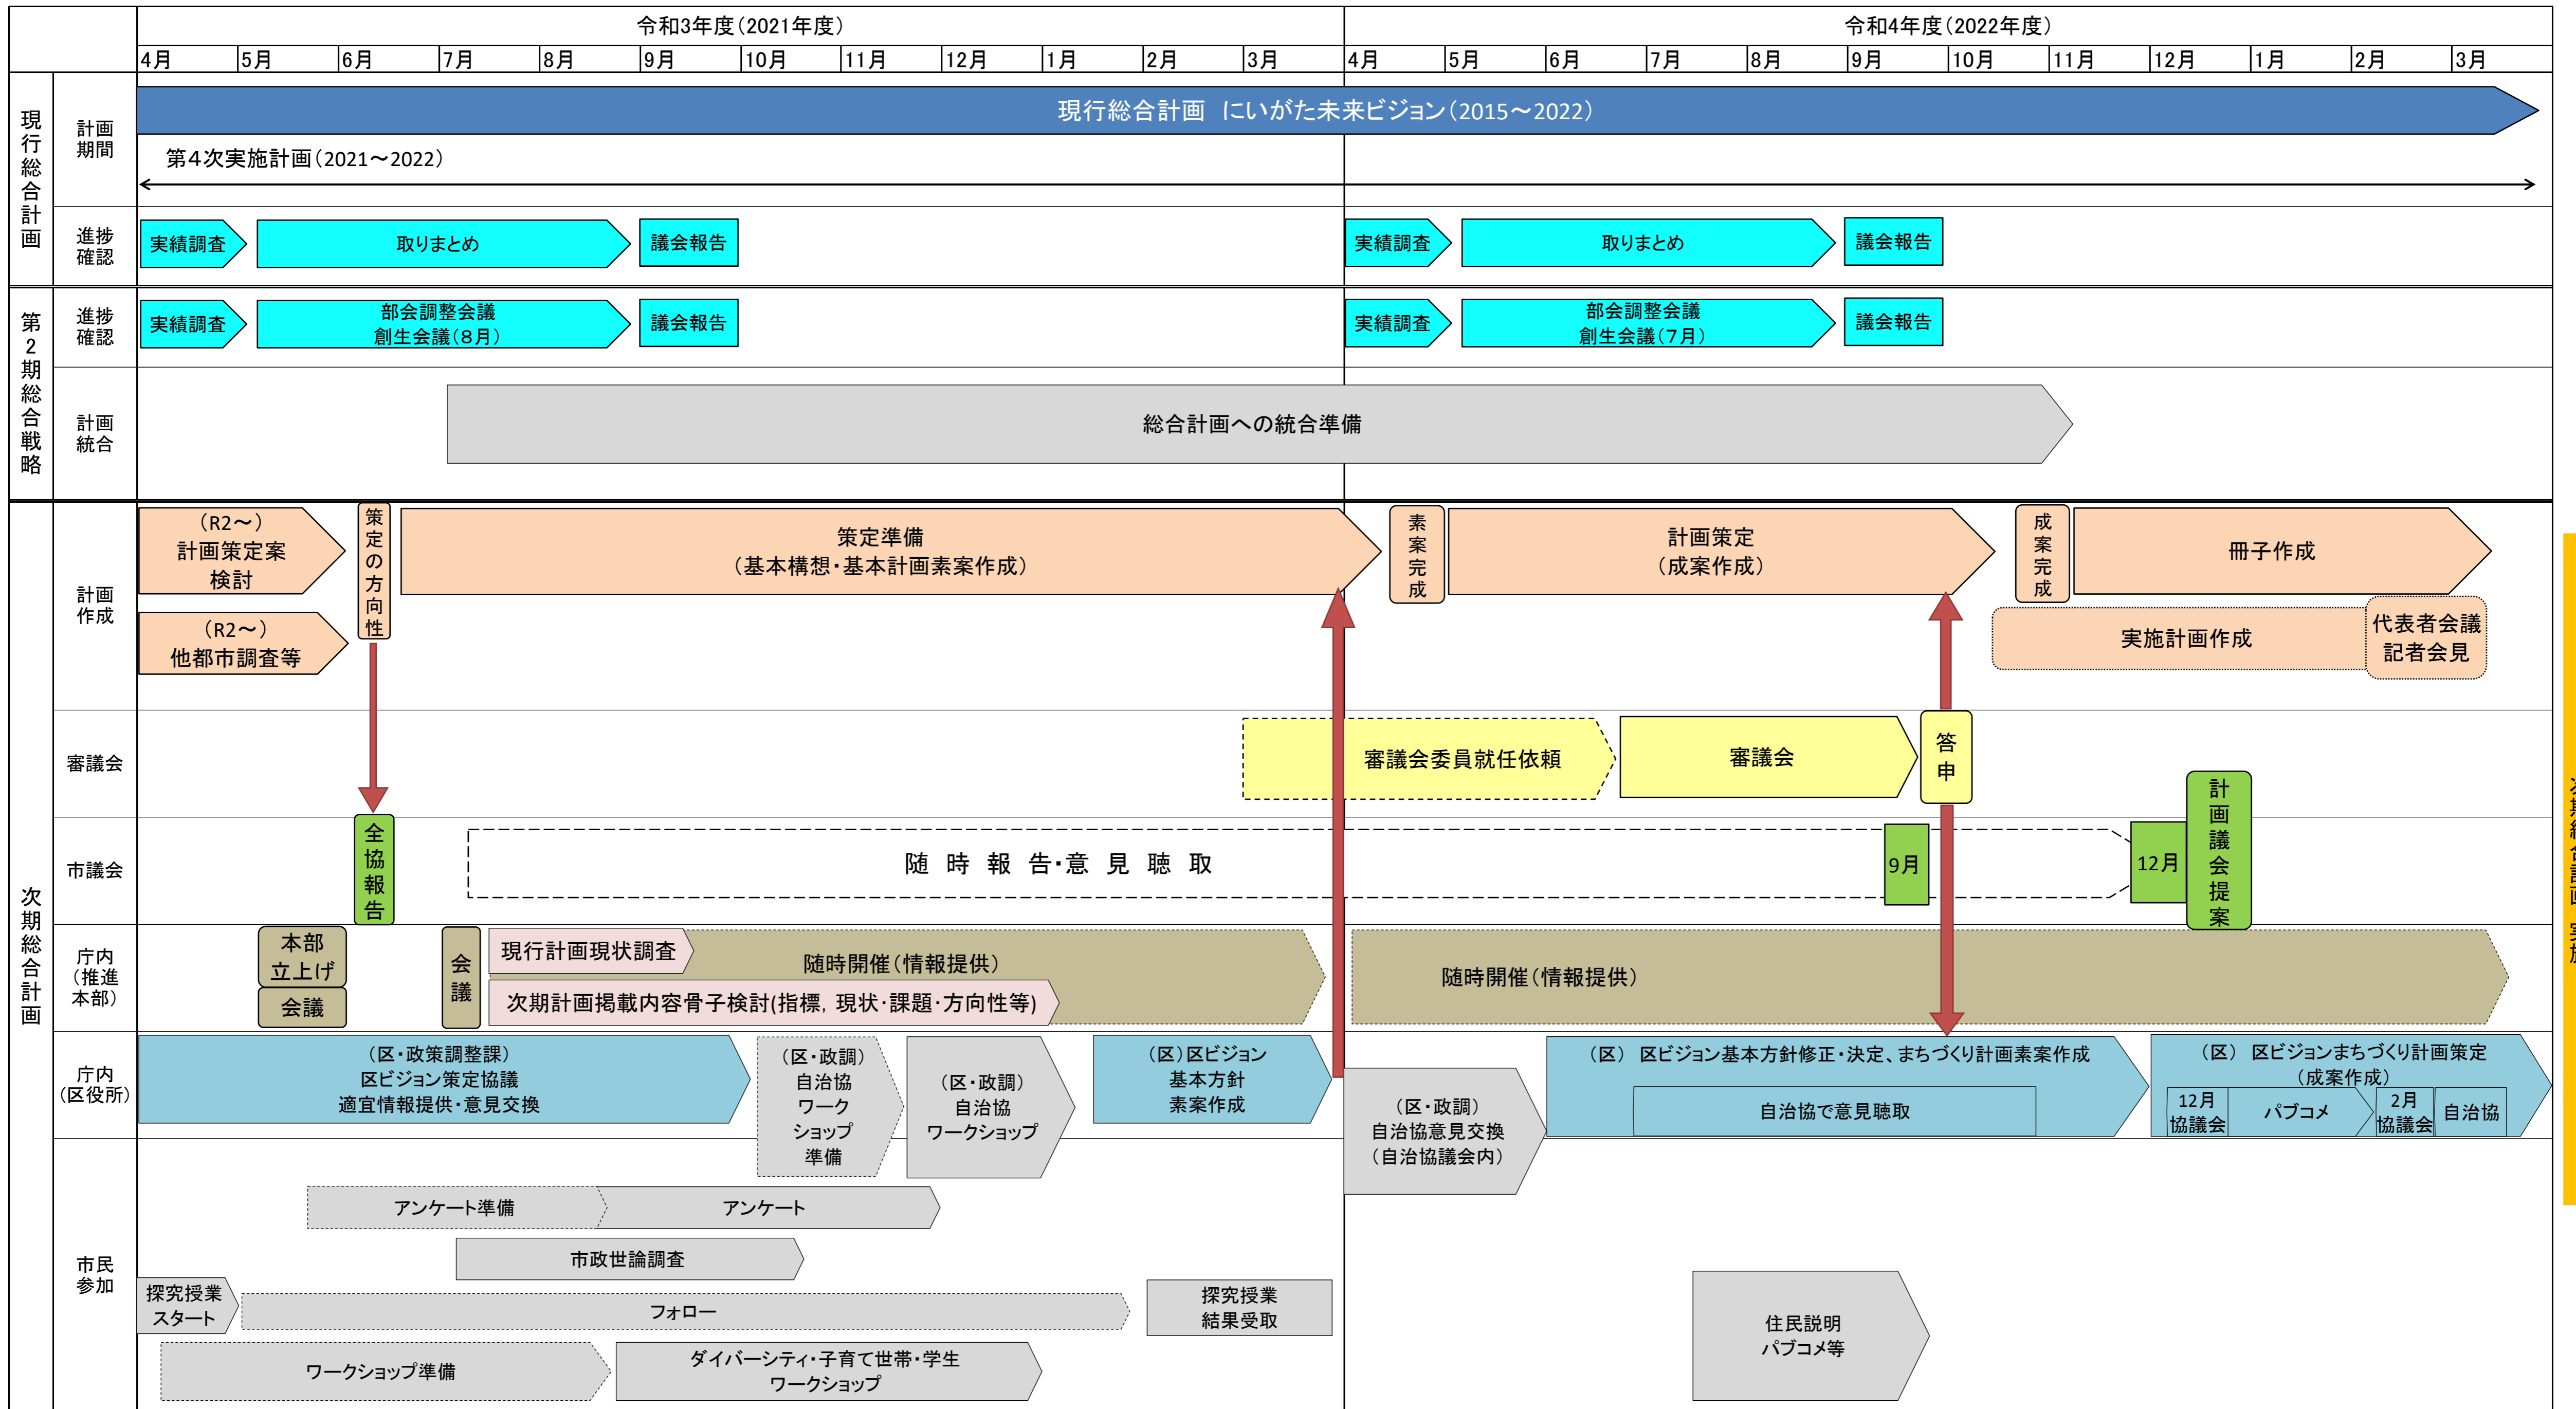 令和3年度(2021年度)
令和4年度(2022年度)
4月 5月 6月 7月 8月 9月 10月 11月 12月 1月 2月 3月
4月 5月 6月 7月 8月 9月 10月 11月 12月 1月 2月 3月
現行総合計画
計画
期間
現行総合計画　にいがた未来ビジョン(2015～2022)
第4次実施計画(2021～2022)
進捗
確認
実績調査
取りまとめ
議会報告
実績調査
取りまとめ
議会報告
第2期総合戦略
進捗
確認
実績調査
部会調整会議
創生会議(8月)
議会報告
実績調査
部会調整会議
創生会議(7月)
議会報告
計画
統合
総合計画への統合準備
次期総合計画
計画
作成
(R2～)
計画策定案
検討
(R2～)
他都市調査等
策定の方向性
策定準備
(基本構想・基本計画素案作成)
素案完成
計画策定
(成案作成)
成案完成
冊子作成
実施計画作成
代表者会議
記者会見
審議会
審議会委員就任依頼
審議会
答申
市議会
全協報告
随 時 報 告・意 見 聴 取
9月
12月
計画議会提案
庁内
(推進
本部)
本部
立上げ
会議
会議
現行計画現状調査
随時開催(情報提供)
次期計画掲載内容骨子検討(指標，現状・課題・方向性等)
随時開催(情報提供)
庁内
(区役所)
(区・政策調整課)
区ビジョン策定協議
適宜情報提供・意見交換
(区・政調)
自治協
ワーク
ショップ
準備
(区・政調)
自治協
ワークショップ
(区)区ビジョン
基本方針
素案作成
(区・政調)
自治協意見交換
(自治協議会内)
(区)　区ビジョン基本方針修正・決定、まちづくり計画素案作成
自治協で意見聴取
(区)　区ビジョンまちづくり計画策定
(成案作成)
12月
協議会
パブコメ
2月
協議会
自治協
市民
参加
アンケート準備
アンケート
市政世論調査
探究授業
スタート
フォロー
探究授業
結果受取
ワークショップ準備
ダイバーシティ・子育て世帯・学生
ワークショップ
住民説明
パブコメ等